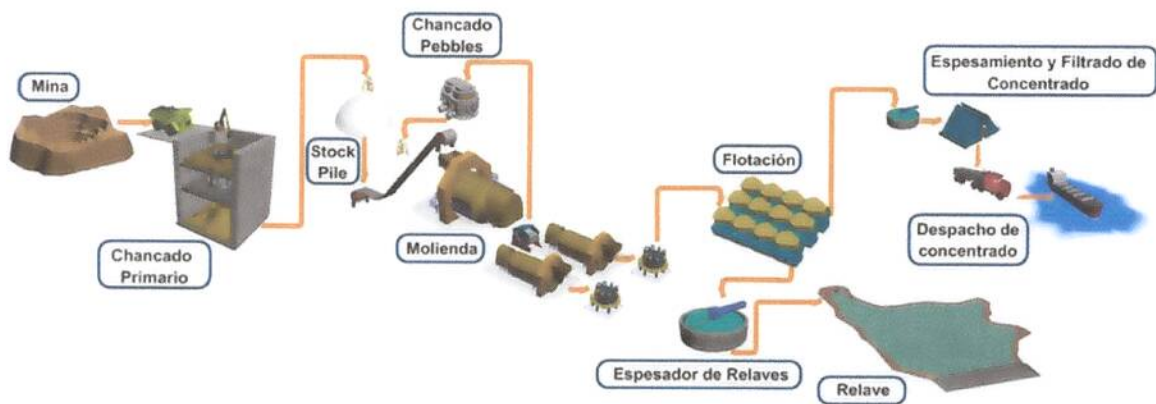 Mina
Chancado
Primario
Stock
Pile
Chancado
Pebbles
Molienda
Flotación
Espesador de Relaves
Relave
Espesamiento y Filtrado de
Concentrado
Despacho de
concentrado